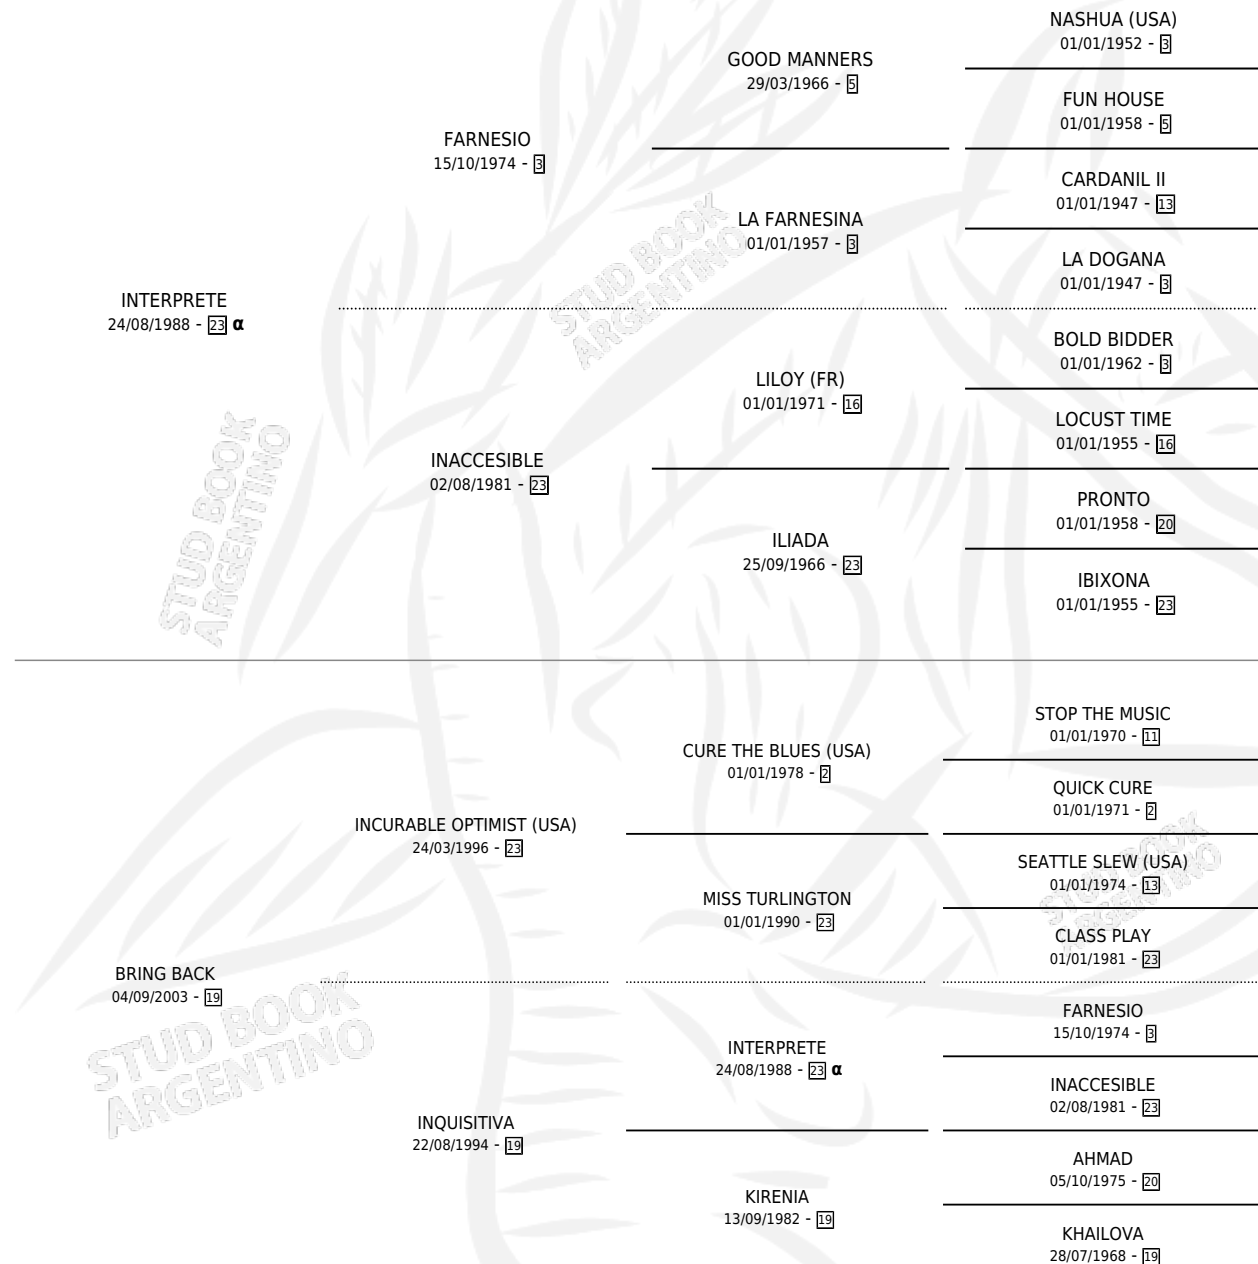 NASHUA (USA)
01/01/1952 - 3
GOOD MANNERS
29/03/1966 - 5
FUN HOUSE
01/01/1958 - 5
FARNESIO
15/10/1974 - 3
CARDANIL II
01/01/1947 - 13
LA FARNESINA
01/01/1957 - 3
LA DOGANA
01/01/1947 - 3
STUD BOOK
ARGENTINO
INTERPRETE
24/08/1988 - 23 α
BOLD BIDDER
01/01/1962 - 3
LILOY (FR)
01/01/1971 - 16
LOCUST TIME
01/01/1955 - 16
INACCESIBLE
02/08/1981 - 23
PRONTO
01/01/1958 - 20
ILIADA
25/09/1966 - 23
IBIXONA
01/01/1955 - 23
STUD BOOK
ARGENTINO
STOP THE MUSIC
01/01/1970 - 11
CURE THE BLUES (USA)
01/01/1978 - 2
QUICK CURE
01/01/1971 - 2
INCURABLE OPTIMIST (USA)
24/03/1996 - 23
SEATTLE SLEW (USA)
01/01/1974 - 13
STUD BOOK
ARGENTINO
MISS TURLINGTON
01/01/1990 - 23
CLASS PLAY
01/01/1981 - 23
BRING BACK
04/09/2003 - 19
STUD BOOK
ARGENTINO
FARNESIO
15/10/1974 - 3
INTERPRETE
24/08/1988 - 23 α
INACCESIBLE
02/08/1981 - 23
INQUISITIVA
22/08/1994 - 19
AHMAD
05/10/1975 - 20
KIRENIA
13/09/1982 - 19
KHAILOVA
28/07/1968 - 19